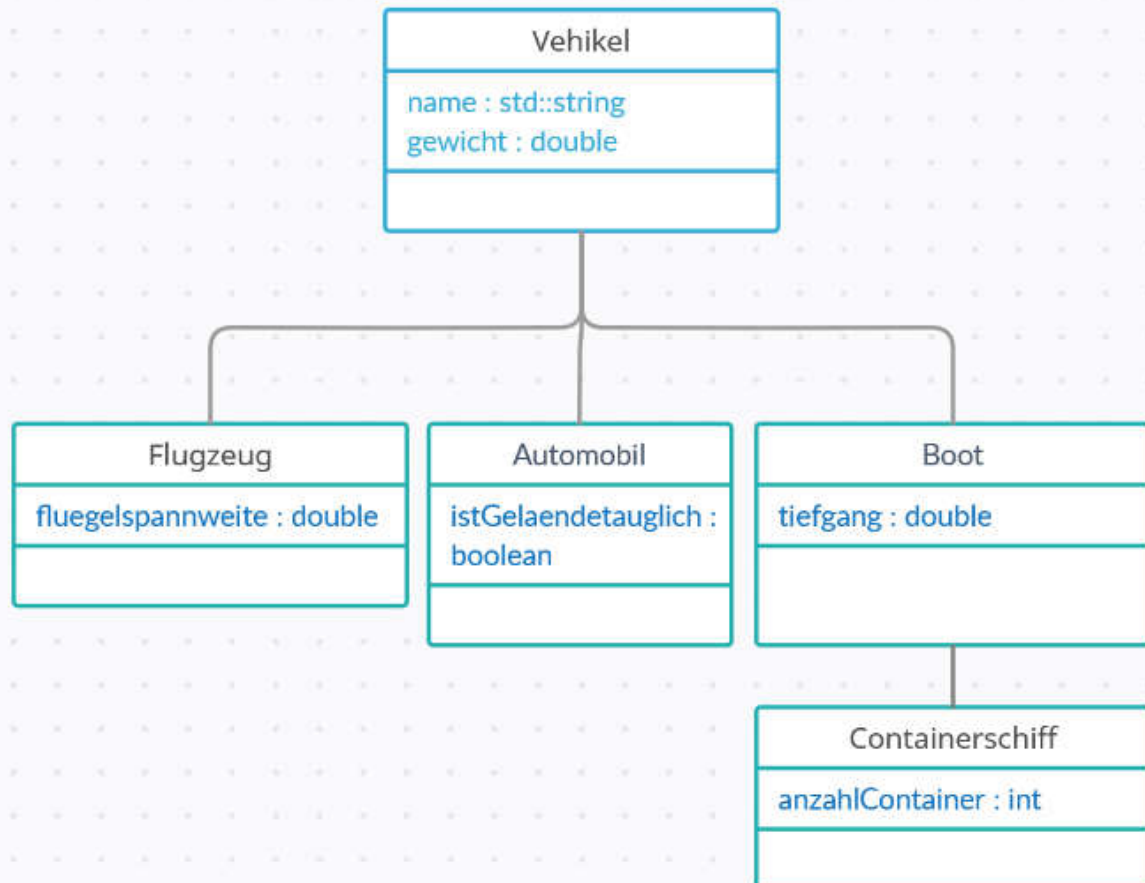 Vehikel
name : std::string
gewicht : double
Flugzeug
fluegelspannweite : double
Automobil
istGelaendetauglich :
boolean
Boot
tiefgang : double
Containerschiff
anzahlContainer : int